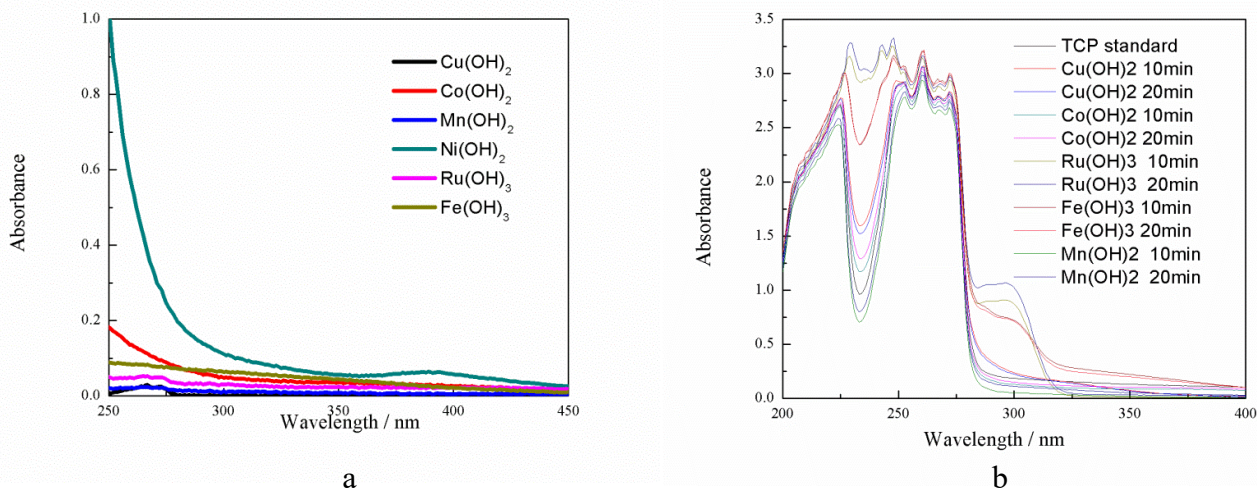 1.0
0.8
0.6
0.4
0.2
0.0
Absorbance
250
300
350
400
450
Wavelength / nm
Cu(OH)2
Co(OH)2
Mn(OH)2
Ni(OH)2
Ru(OH)3
Fe(OH)3
a
3.5
3.0
2.5
2.0
1.5
1.0
0.5
0.0
Absorbance
200
250
300
350
400
Wavelength / nm
TCP standard
Cu(OH)2 10min
Cu(OH)2 20min
Co(OH)2 10min
Co(OH)2 20min
Ru(OH)3 10min
Ru(OH)3 20min
Fe(OH)3 10min
Fe(OH)3 20min
Mn(OH)2 10min
Mn(OH)2 20min
b